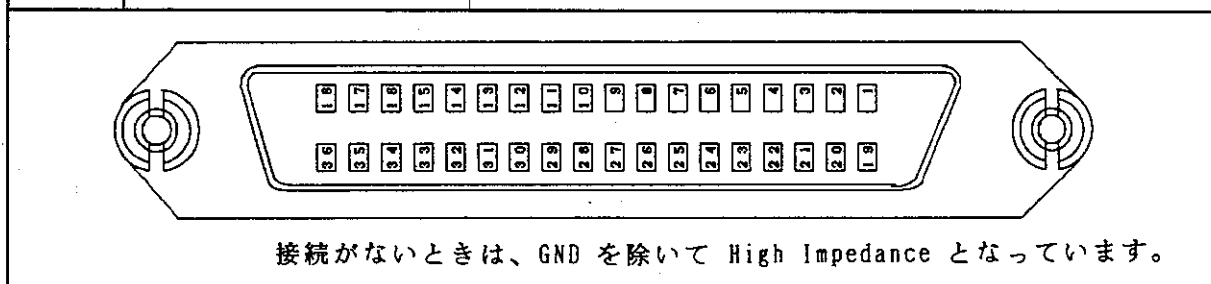 18 17 16 15 14 13 12 11 10 9 8 7 6 5 4 3 2 1
36 35 34 33 32 31 30 29 28 27 26 25 24 23 22 21 20 19
接続がないときは、GND を除いて High Impedance となっています。